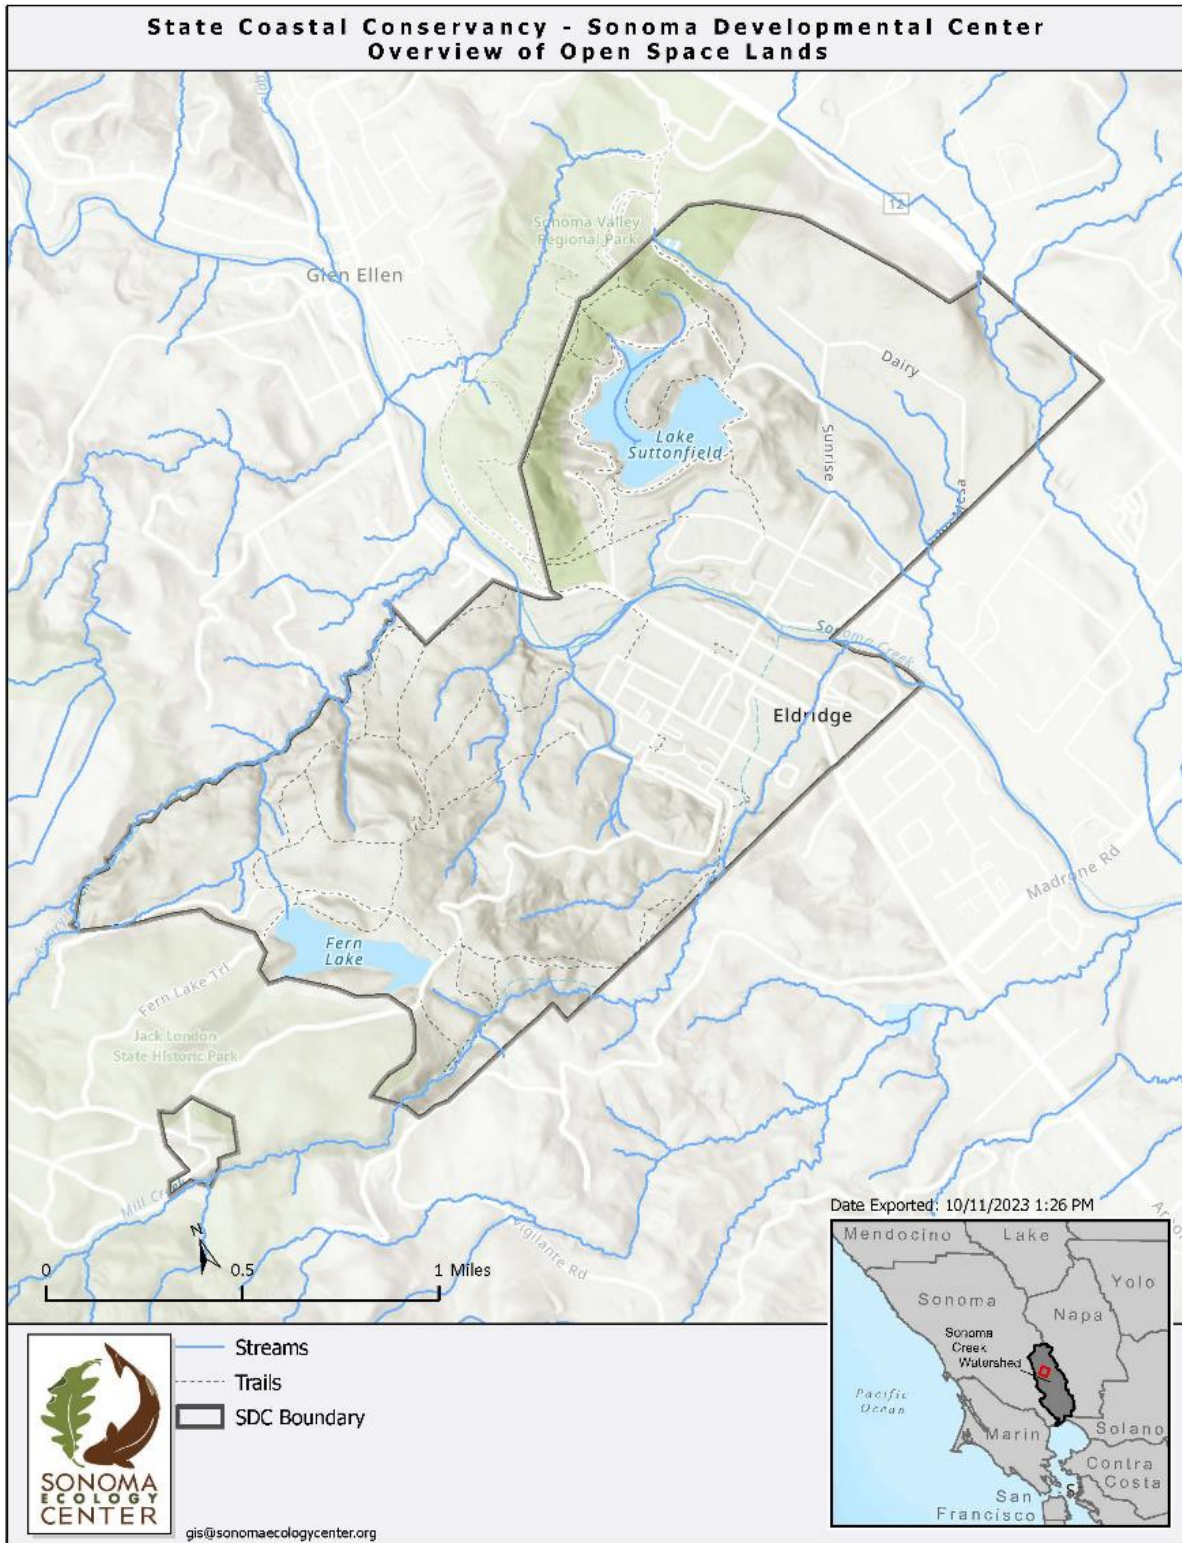 State Coastal Conservancy - Sonoma Developmental Center
Overview of Open Space Lands
12
Sonoma Valley
Regional Park
Glen Ellen
Dairy
Sunrise
Lake
Suttonfield
Sonoma Creek
Eldridge
Madrone Rd
Fern
Lake
Fern Lake Trl
Jack London
State Historic Park
Mill Creek
Vigilante Rd
N
0 0.5 1 Miles
Date Exported: 10/11/2023 1:26 PM
Mendocino
Lake
Yolo
Sonoma
Napa
Sonoma
Creek
Watershed
Pacific
Ocean
Marin
Solano
Contra
Costa
San
Francisco
S
Streams
Trails
SDC Boundary
SONOMA
ECOLOGY
CENTER
gis@sonomaecologycenter.org